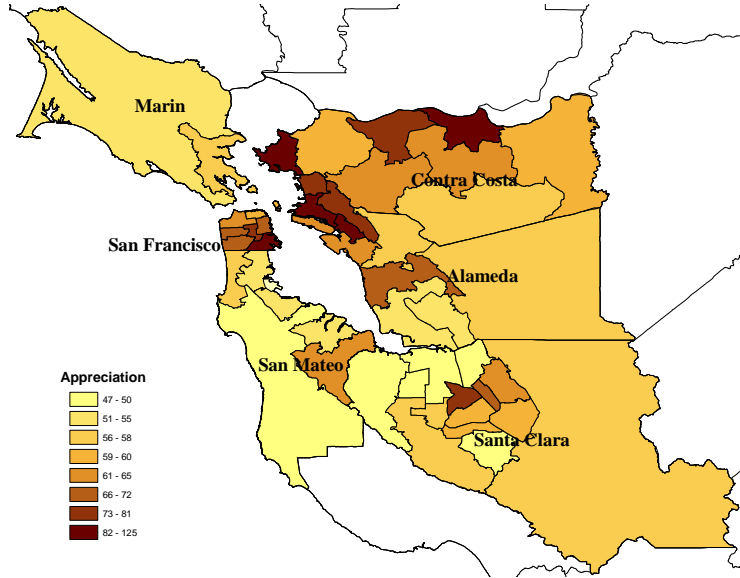 Marin
Contra Costa
San Francisco
Alameda
San Mateo
Santa Clara
Appreciation
47 - 50
51 - 55
56 - 58
59 - 60
61 - 65
66 - 72
73 - 81
82 - 125